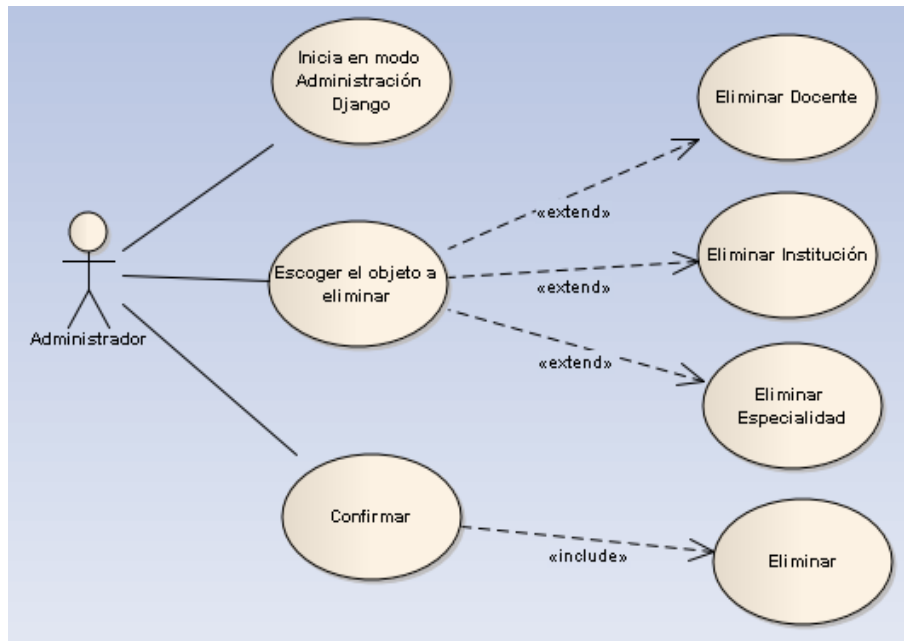 Inicia en modo
Administración
Django
Eliminar Docente
«extend»
Escoger el objeto a
eliminar
Eliminar Institución
«extend»
Administrador
«extend»
Eliminar
Especialidad
Confirmar
«include»
Eliminar